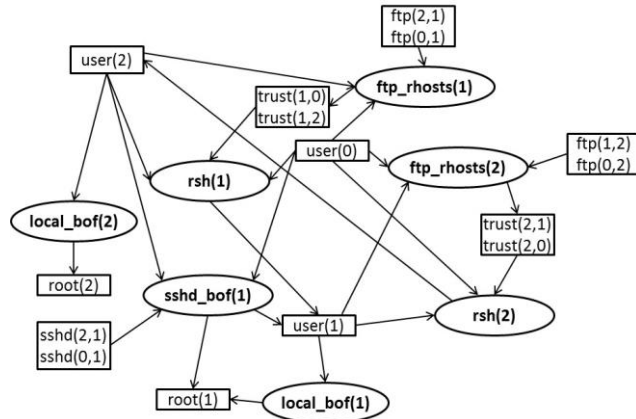 ftp(2,1)
ftp(0,1)
user(2)
ftp_rhosts(1)
trust(1,0)
trust(1,2)
user(0)
ftp_rhosts(2)
ftp(1,2)
ftp(0,2)
rsh(1)
local_bof(2)
trust(2,1)
trust(2,0)
root(2)
sshd_bof(1)
rsh(2)
user(1)
sshd(2,1)
sshd(0,1)
root(1)
local_bof(1)